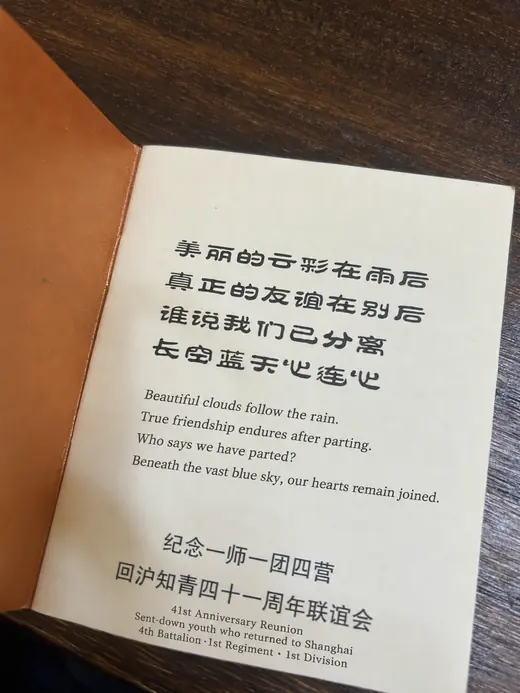 美丽的云彩在雨后
真正的友谊在别后
谁说我们已分离
长空蓝天心连心
Beautiful clouds follow the rain.
True friendship endures after parting.
Who says we have parted?
Beneath the vast blue sky, our hearts remain joined.
纪念一师一团四营
回沪知青四十一周年联谊会
41st Anniversary Reunion
Sent-down youth who returned to Shanghai
4th Battalion · 1st Regiment · 1st Division